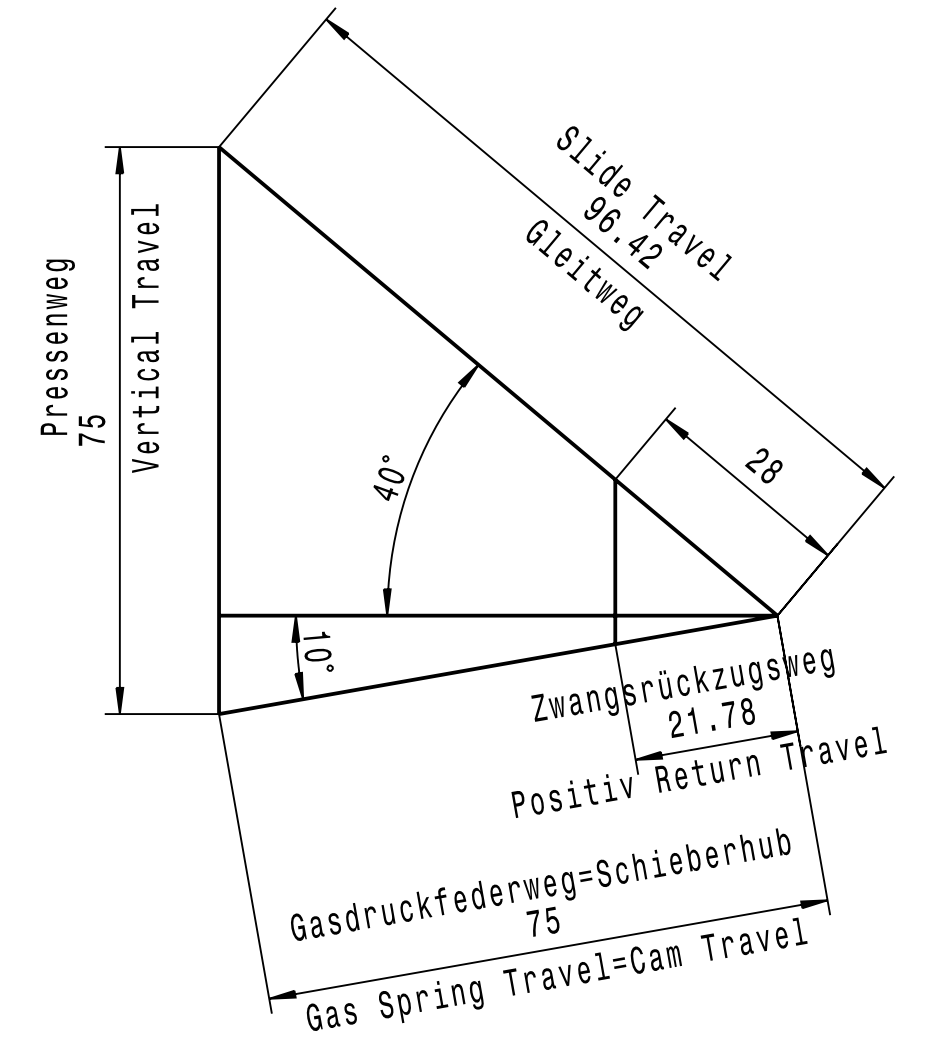 Slide Travel
96.42
Gleitweg
Pressenweg
75
Vertical Travel
28
40°
10°
Zwangsrückzugsweg
21.78
Positiv Return Travel
Gasdruckfederweg=Schieberhub
75
Gas Spring Travel=Cam Travel